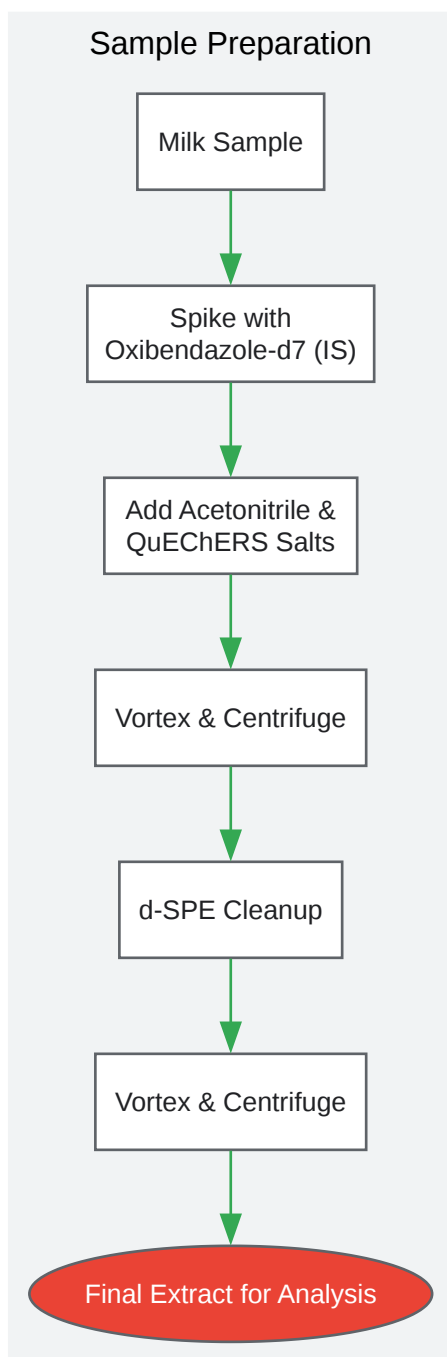 Sample Preparation
Milk Sample
Spike with
Oxibendazole-d7 (IS)
Add Acetonitrile &
QuEChERS Salts
Vortex & Centrifuge
d-SPE Cleanup
Vortex & Centrifuge
Final Extract for Analysis